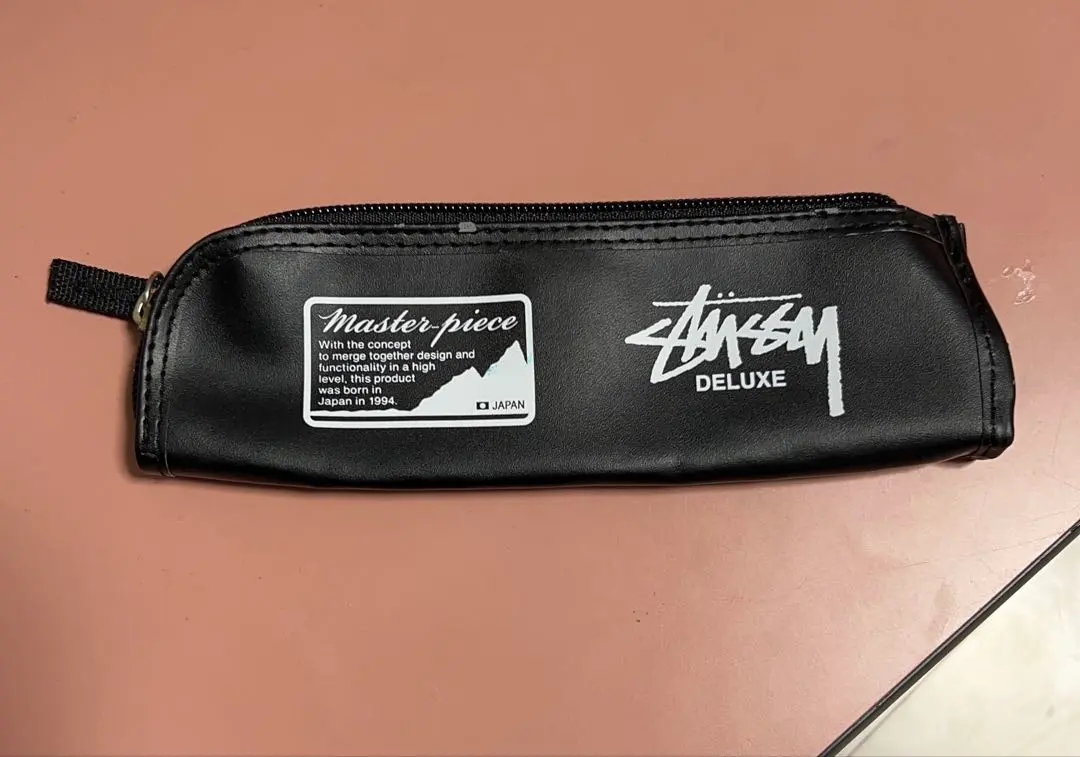 Master-piece
With the concept
to merge together design and
functionality in a high
level, this product
was born in
Japan in 1994.
JAPAN
STÜSSY
DELUXE